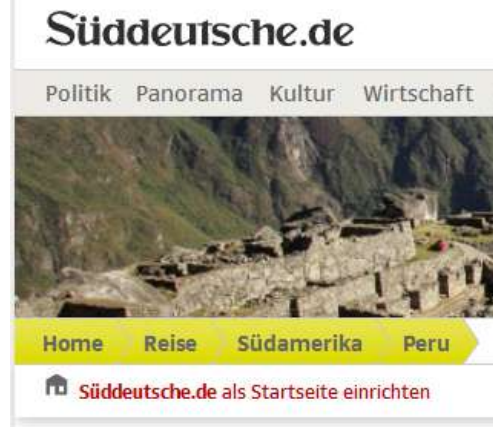 Süddeutsche.de
Politik Panorama Kultur Wirtschaft
Home Reise Südamerika Peru
Süddeutsche.de als Startseite einrichten